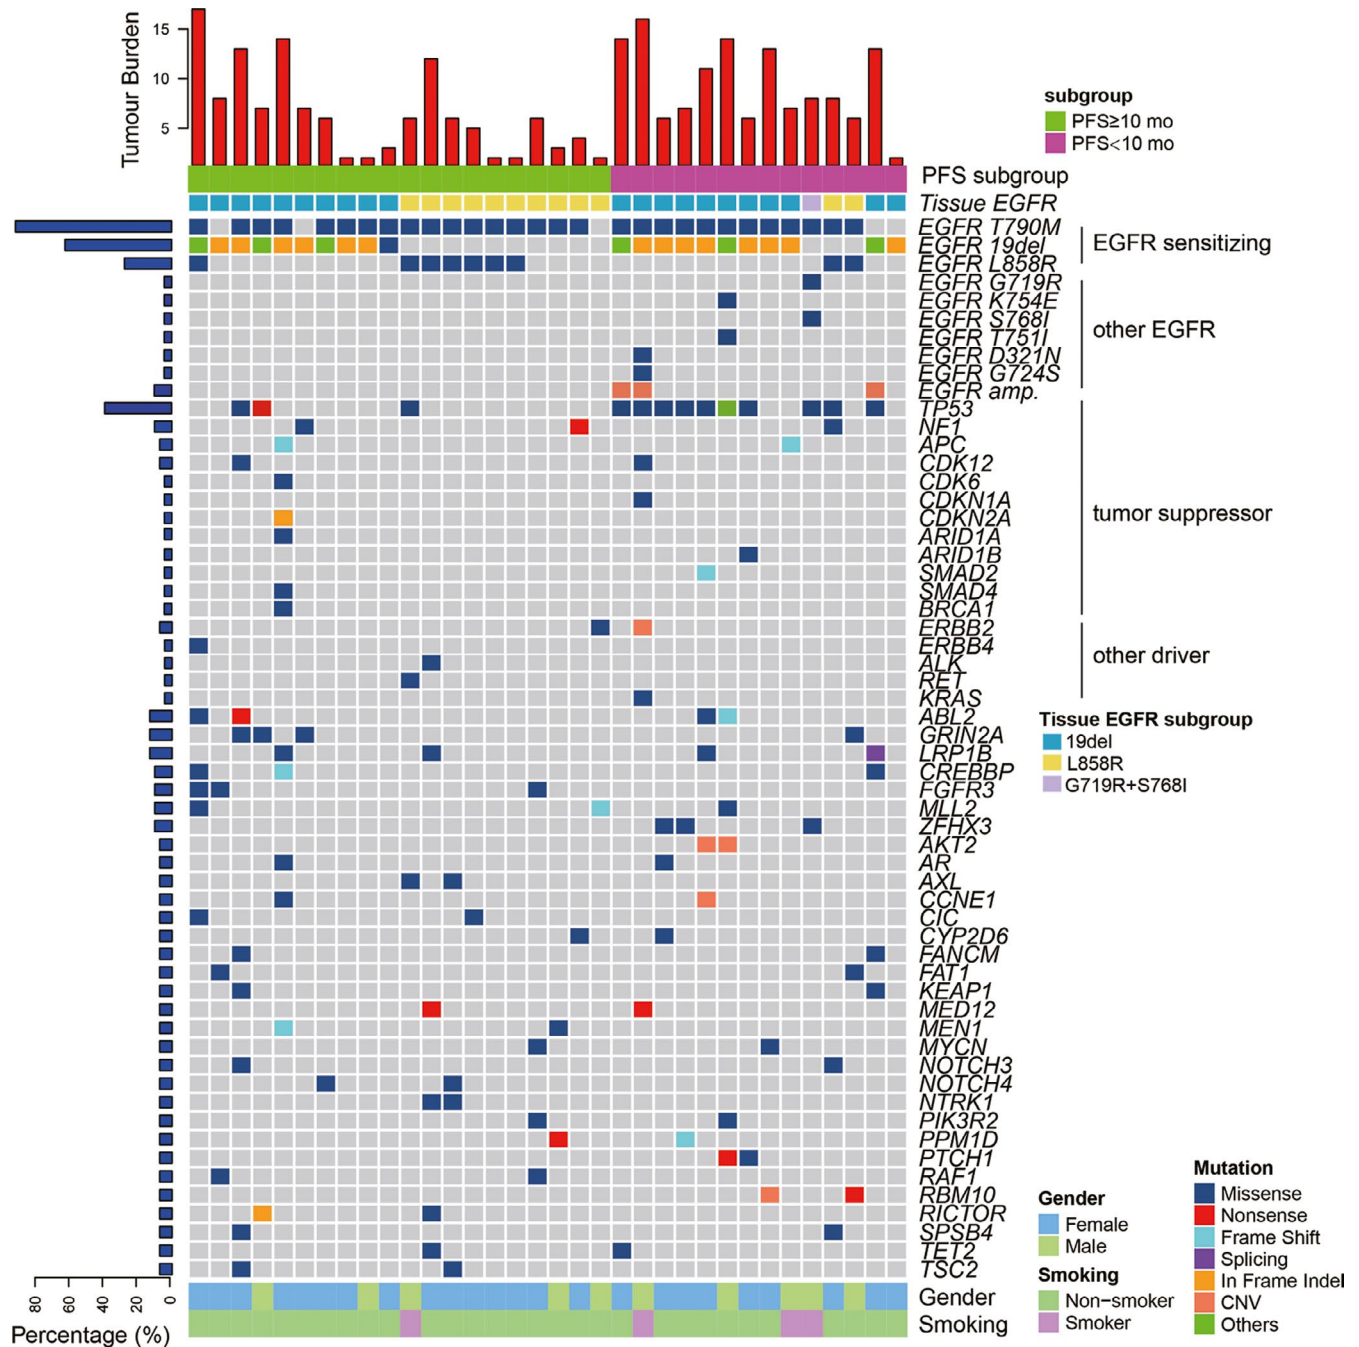 Tumour Burden
15
10
5
subgroup
PFS≥10 mo
PFS<10 mo
PFS subgroup
Tissue EGFR
EGFR T790M
EGFR 19del
EGFR L858R
EGFR sensitizing
EGFR G719R
EGFR K754E
EGFR S768I
EGFR T751I
EGFR D321N
EGFR G724S
EGFR amp.
other EGFR
TP53
NF1
APC
CDK12
CDK6
CDKN1A
CDKN2A
ARID1A
ARID1B
SMAD2
SMAD4
BRCA1
tumor suppressor
ERBB2
ERBB4
ALK
RET
KRAS
other driver
ABL2
GRIN2A
LRP1B
CREBBP
FGFR3
MLL2
ZFHX3
AKT2
AR
AXL
CCNE1
CIC
CYP2D6
FANCM
FAT1
KEAP1
MED12
MEN1
MYCN
NOTCH3
NOTCH4
NTRK1
PIK3R2
PPM1D
PTCH1
RAF1
RBM10
RICTOR
SPSB4
TET2
TSC2
Gender
Smoking
Tissue EGFR subgroup
19del
L858R
G719R+S768I
Gender
Female
Male
Smoking
Non-smoker
Smoker
Mutation
Missense
Nonsense
Frame Shift
Splicing
In Frame Indel
CNV
Others
80
60
40
20
0
Percentage (%)